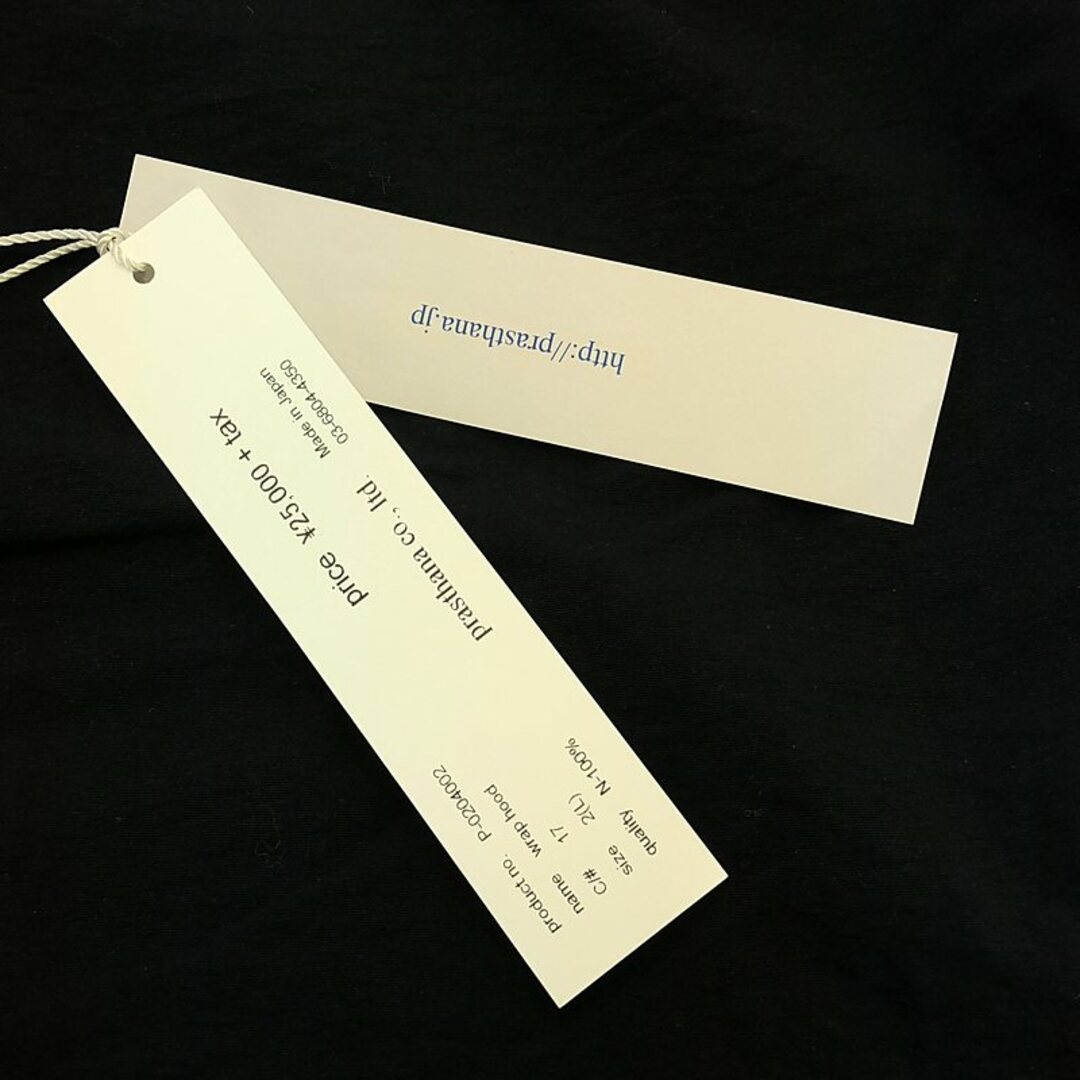 http://prasthana.jp
product no. P-0204002
name wrap hood
C/# 17
size 2(L)
quality N-100%
price ¥25,000 + tax
prasthana co., ltd.
03-6804-4350
Made in Japan